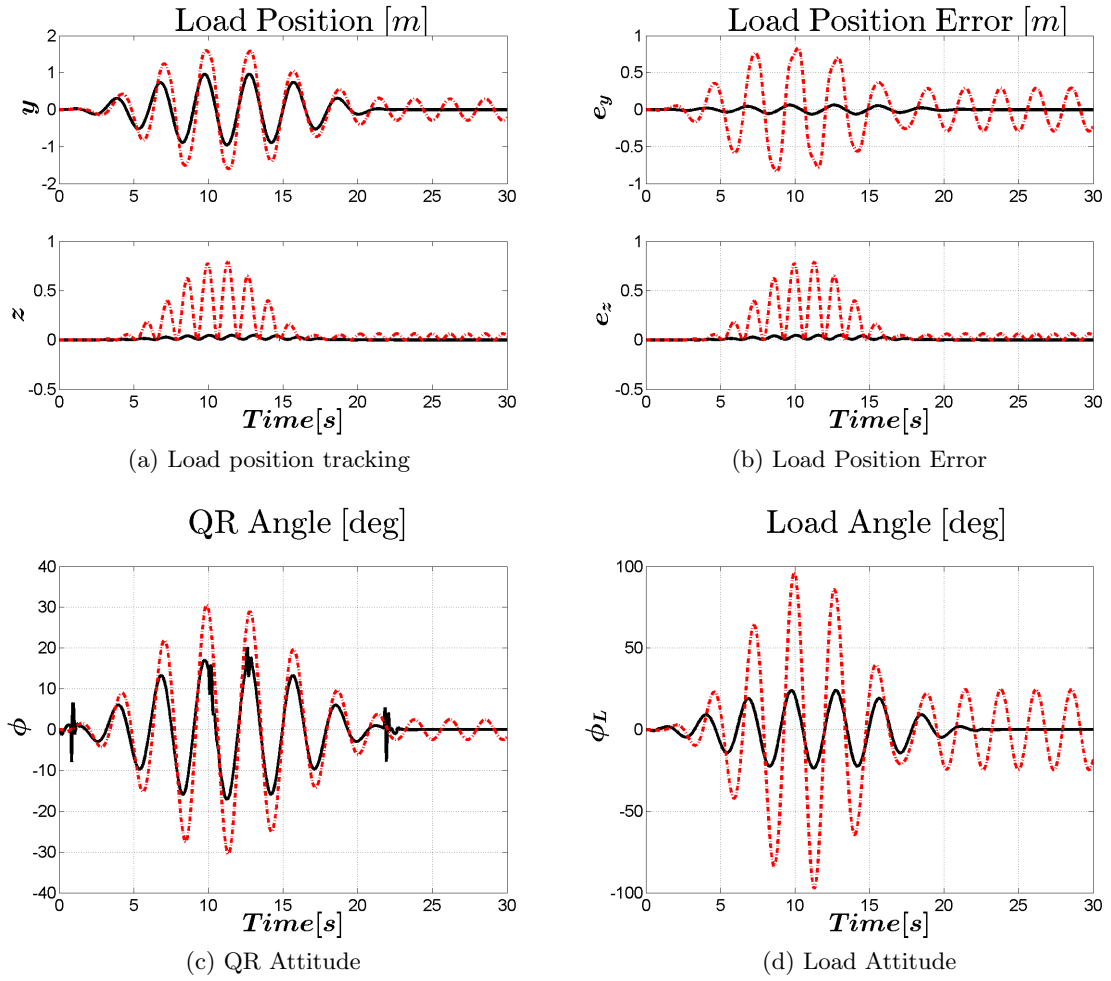 Load Position [m]
Load Position Error [m]
2
1
0
-1
-2
y
0 5 10 15 20 25 30
1
0.5
0
-0.5
-1
e_y
0 5 10 15 20 25 30
1
0.5
0
-0.5
z
0 5 10 15 20 25 30
Time[s]
1
0.5
0
-0.5
e_z
0 5 10 15 20 25 30
Time[s]
(a) Load position tracking
(b) Load Position Error
QR Angle [deg]
Load Angle [deg]
40
30
20
10
0
-10
-20
-30
-40
ϕ
0 5 10 15 20 25 30
Time[s]
100
50
0
-50
-100
ϕ_L
0 5 10 15 20 25 30
Time[s]
(c) QR Attitude
(d) Load Attitude